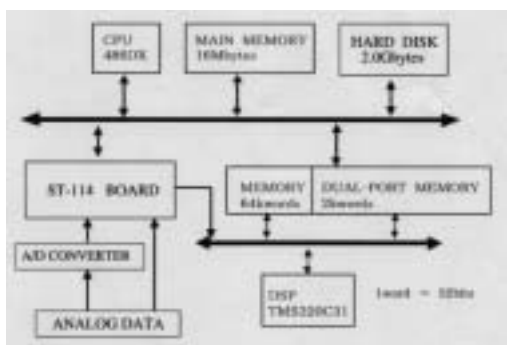 CPU
486DX
MAIN MEMORY
16Mbytes
HARD DISK
2.0Gbytes
ST-114 BOARD
MEMORY
64kwords
DUAL-PORT MEMORY
2kwords
A/D CONVERTER
DSP
TMS320C31
1word = 32bits
ANALOG DATA